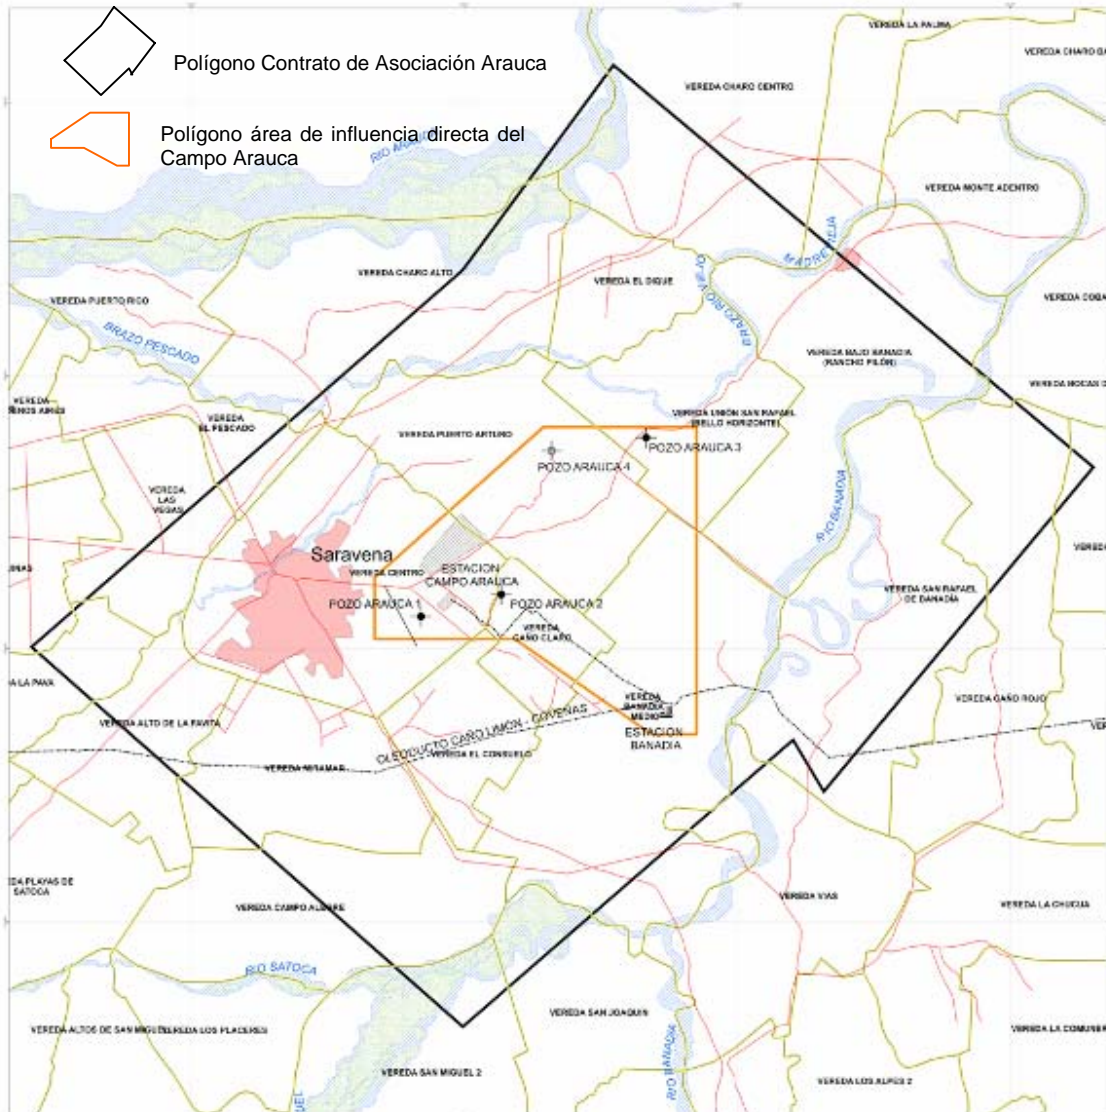 VEREDA LA PALMA
Polígono Contrato de Asociación Arauca
VEREDA CHARO CENTRO
Polígono área de influencia directa del
Campo Arauca
VEREDA MONTE ADENTRO
VEREDA CHARO ALTO
VEREDA EL DIQUE
VEREDA PUERTO RICO
BRAZO PESCADO
VEREDA BAJO BANADIA
(RANCHO PILÓN)
VEREDA
EL PESCADO
VEREDA PUERTO ARTURO
VEREDA UNIÓN SAN RAFAEL
(BELLO HORIZONTE)
POZO ARAUCA 3
POZO ARAUCA 4
VEREDA
LAS
VEGAS
RIO BANADIA
Saravena
VEREDA CENTRO
ESTACION
CAMPO ARAUCA
VEREDA SAN RAFAEL
DE BANADÍA
POZO ARAUCA 1
POZO ARAUCA 2
VEREDA
CAÑO CLARO
VEREDA
BANADIA
MEDIO
VEREDA CAÑO ROJO
VEREDA ALTO DE LA PAVITA
ESTACION
BANADIA
OLEODUCTO CAÑO LIMON - COVEÑAS
VEREDA EL CONSUELO
VEREDA MIRAMAR
VEREDA CAMPO ALEGRE
VEREDA VIAS
VEREDA LA CHUCUA
RIO SATOCA
VEREDA SAN JOAQUIN
VEREDA LOS PLACERES
RIO BANADIA
VEREDA SAN MIGUEL 2
VEREDA LOS ALPES 2